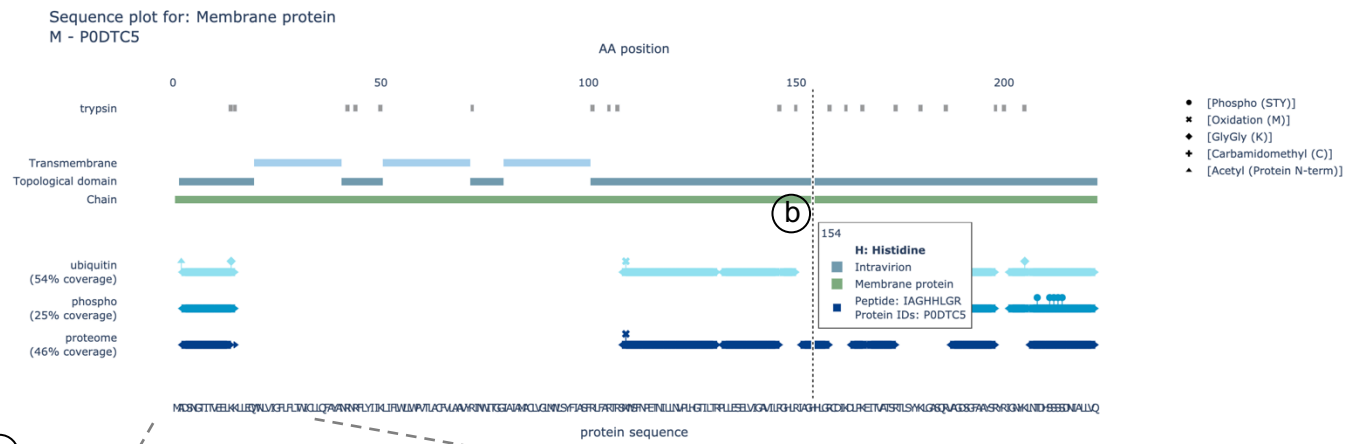 Sequence plot for: Membrane protein
M - P0DTC5
AA position
0 50 100 150 200
trypsin
Transmembrane
Topological domain
Chain
ubiquitin
(54% coverage)
phospho
(25% coverage)
proteome
(46% coverage)
b
154
H: Histidine
Intravirion
Membrane protein
Peptide: IAGHHLGR
Protein IDs: P0DTC5
[Phospho (STY)]
[Oxidation (M)]
[GlyGly (K)]
[Carbamidomethyl (C)]
[Acetyl (Protein N-term)]
protein sequence